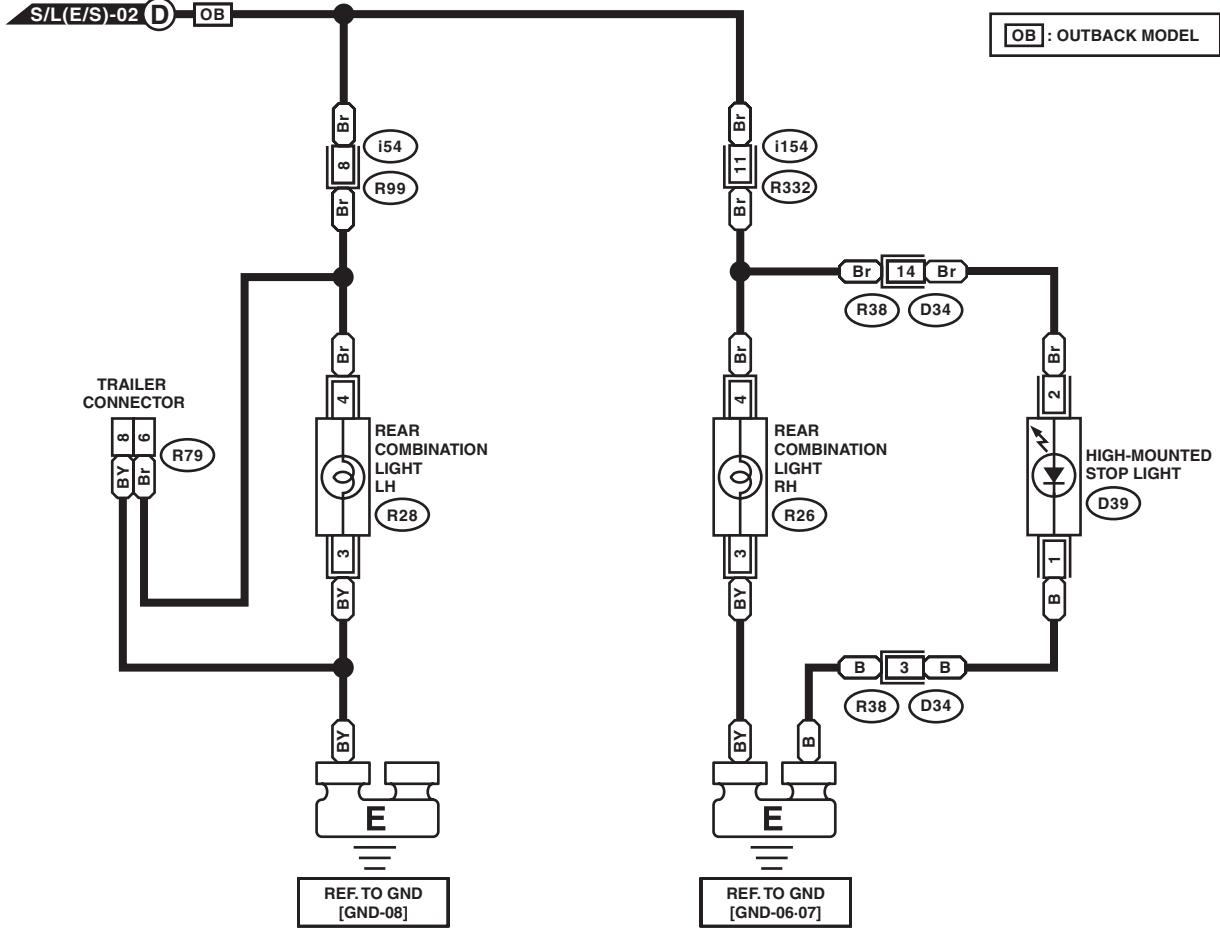 S/L(E/S)-02 D OB
OB : OUTBACK MODEL
Br
8
Br
i54
R99
Br
11
Br
i154
R332
Br 14 Br
R38 D34
Br
4
REAR
COMBINATION
LIGHT
LH
R28
3
BY
TRAILER
CONNECTOR
8 6
BY Br
R79
Br
4
REAR
COMBINATION
LIGHT
RH
R26
3
BY
Br
2
HIGH-MOUNTED
STOP LIGHT
D39
1
B
B 3 B
R38 D34
BY
E
REF. TO GND
[GND-08]
BY B
E
REF. TO GND
[GND-06·07]